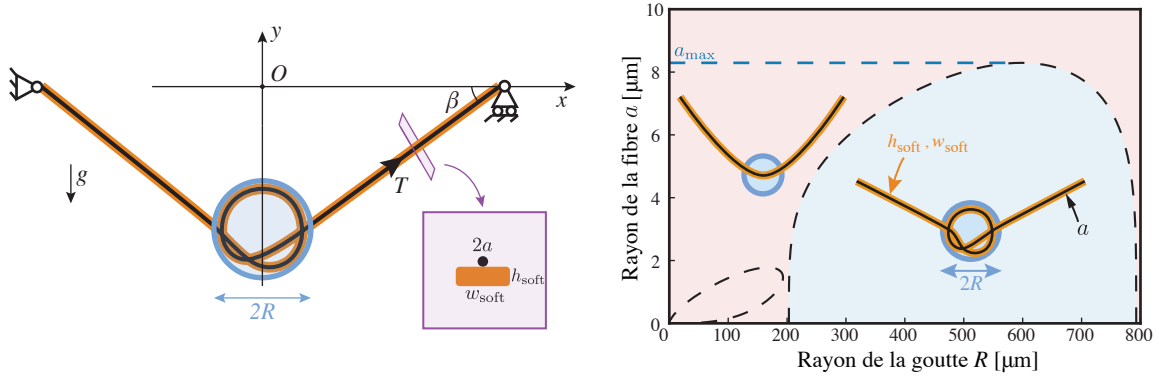 y
O
x
β
g
T
2a
h_soft
w_soft
2R
10
8
6
4
2
0
a_max
h_soft, w_soft
a
2R
0 100 200 300 400 500 600 700 800
Rayon de la fibre a [μm]
Rayon de la goutte R [μm]